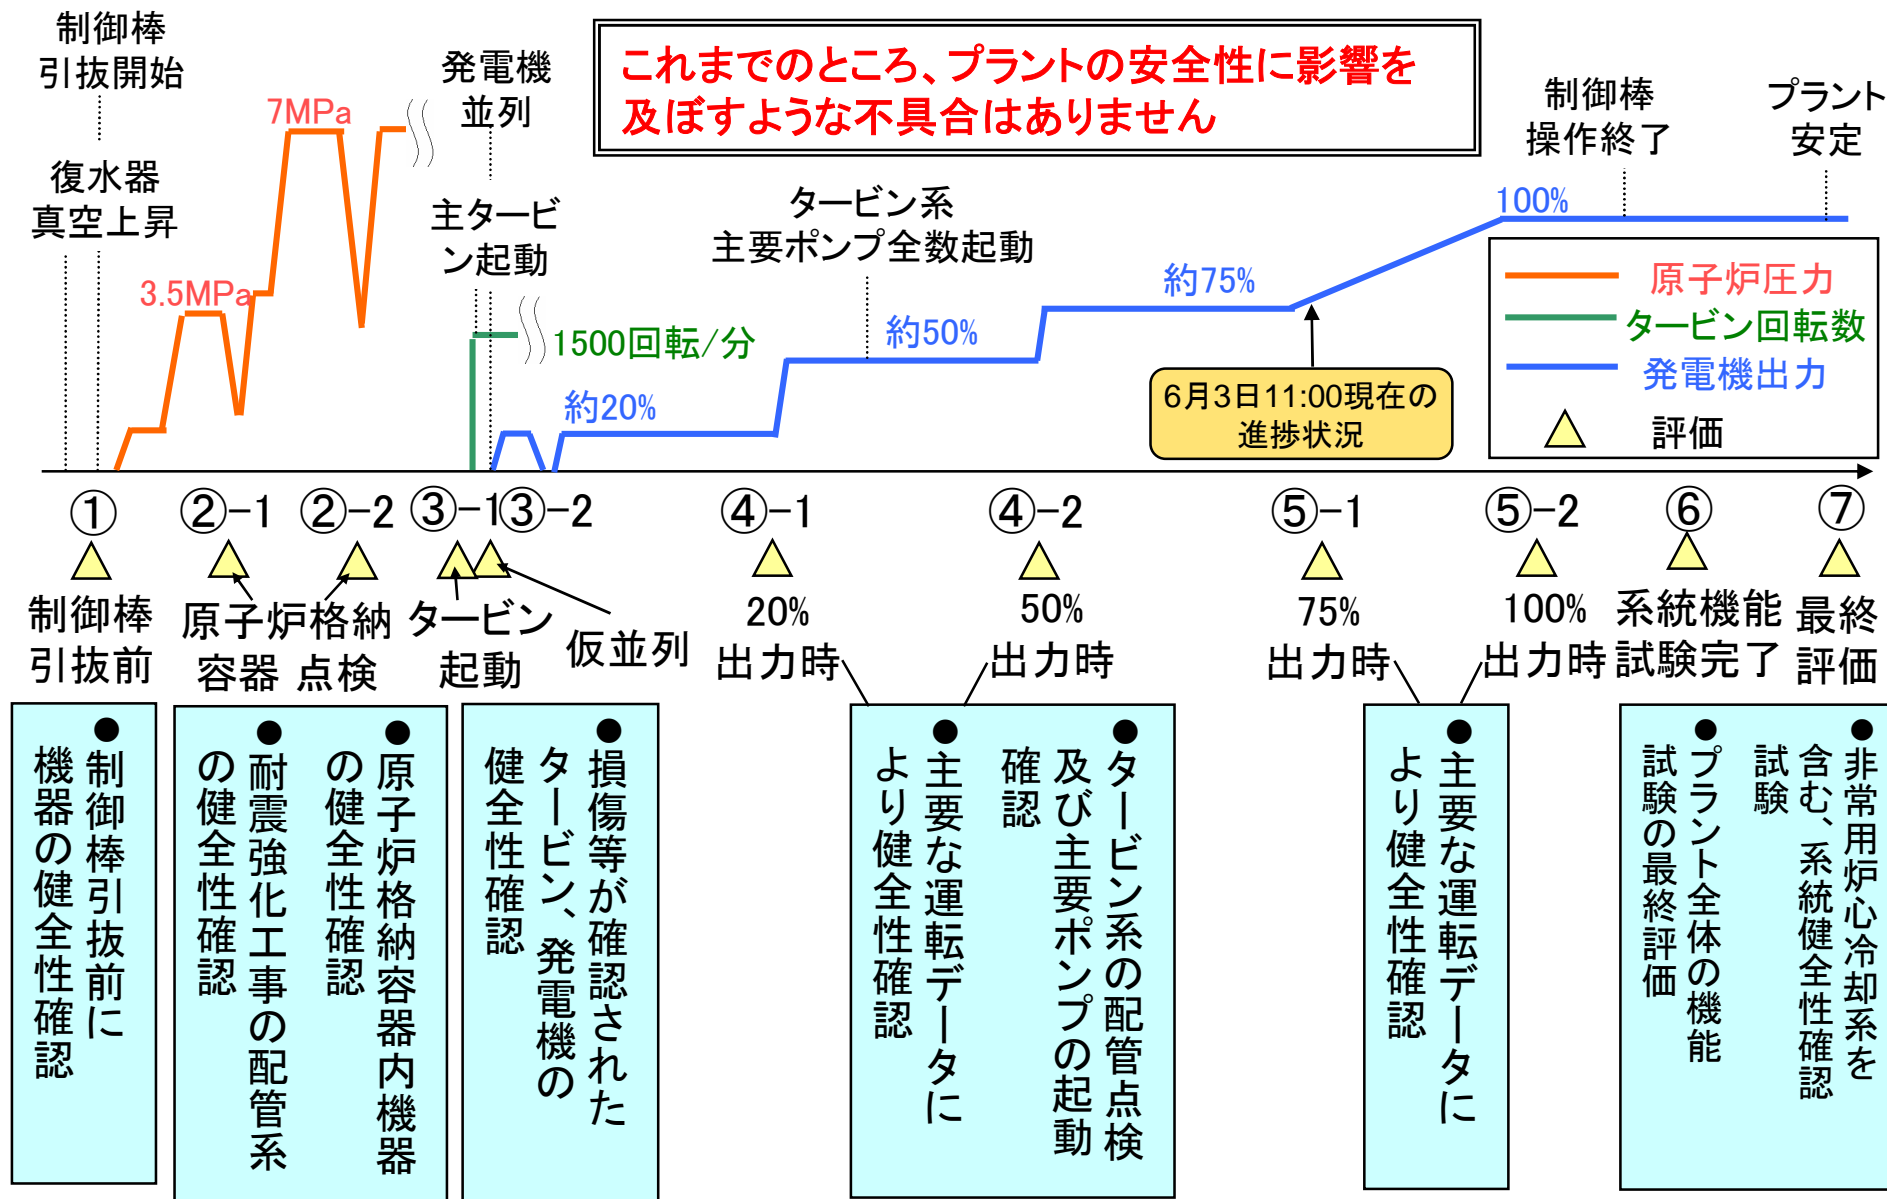 制御棒
引抜開始
復水器
真空上昇
7MPa
3.5MPa
発電機
並列
主タービ
ン起動
1500回転/分
これまでのところ、プラントの安全性に影響を
及ぼすような不具合はありません
タービン系
主要ポンプ全数起動
約20%
約50%
約75%
100%
制御棒
操作終了
プラント
安定
原子炉圧力
タービン回転数
発電機出力
評価
6月3日11:00現在の
進捗状況
①
②-1
②-2
③-1
③-2
④-1
④-2
⑤-1
⑤-2
⑥
⑦
制御棒
引抜前
原子炉格納
容器 点検
タービン
起動
仮並列
20%
出力時
50%
出力時
75%
出力時
100%
出力時
系統機能
試験完了
最終
評価
●制御棒引抜前に
機器の健全性確認
●原子炉格納容器内機器
の健全性確認
●耐震強化工事の配管系
の健全性確認
損傷等が確認された
タービン、発電機の
健全性確認
●タービン系の配管点検
及び主要ポンプの起動
確認
●主要な運転データに
より健全性確認
●主要な運転データに
より健全性確認
●非常用炉心冷却系を
含む、系統健全性確認
試験
●プラント全体の機能
試験の最終評価